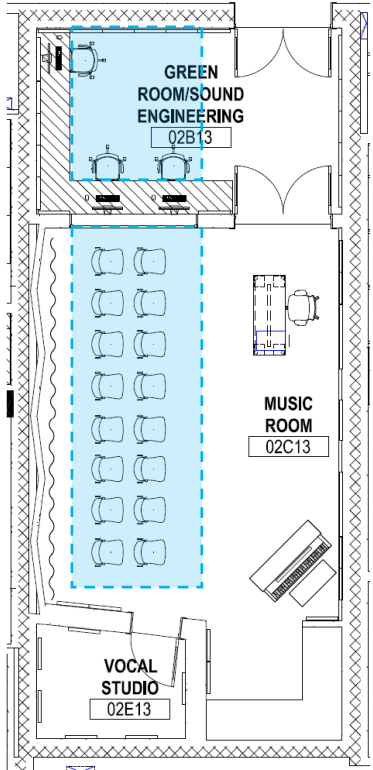 GREEN
ROOM/SOUND
ENGINEERING
02B13
MUSIC
ROOM
02C13
VOCAL
STUDIO
02E13